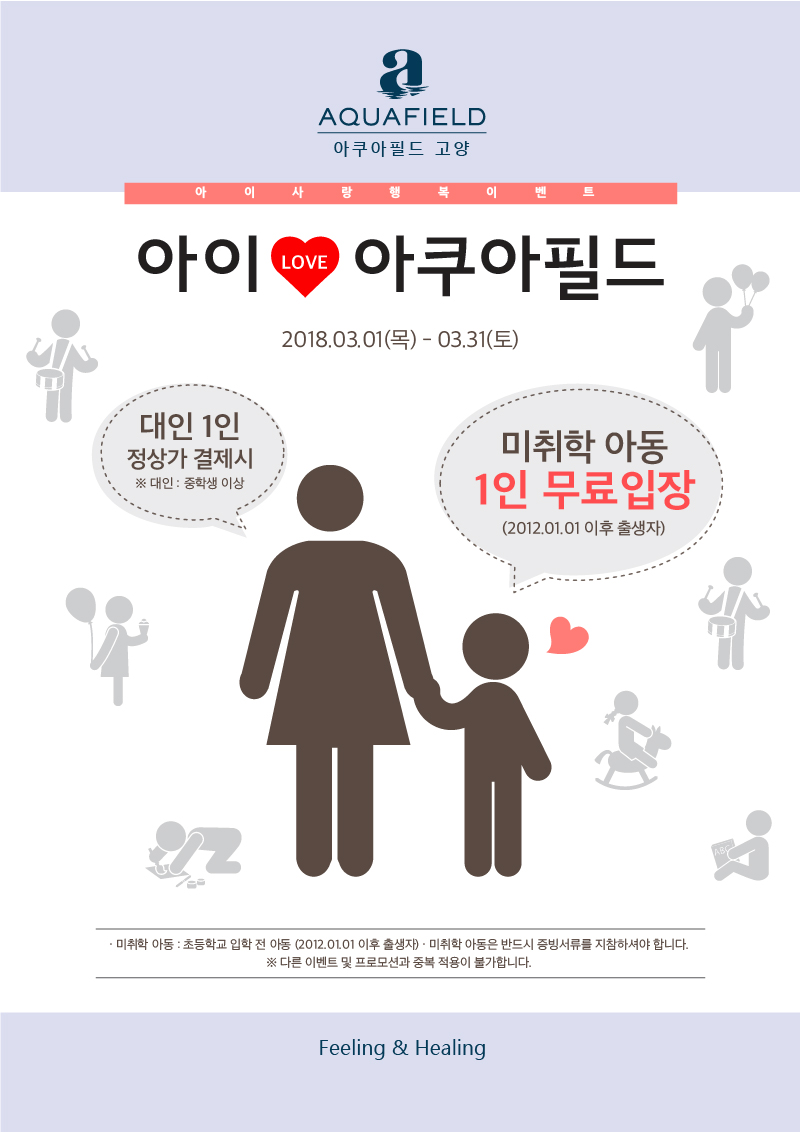 a
AQUAFIELD
아쿠아필드 고양
아이사랑행복이벤트
아이 LOVE 아쿠아필드
2018.03.01(목) - 03.31(토)
대인 1인
정상가 결제시
※ 대인 : 중학생 이상
미취학 아동
1인 무료입장
(2012.01.01 이후 출생자)
ABC
· 미취학 아동 : 초등학교 입학 전 아동 (2012.01.01 이후 출생자) · 미취학 아동은 반드시 증빙서류를 지참하셔야 합니다.
※ 다른 이벤트 및 프로모션과 중복 적용이 불가합니다.
Feeling & Healing